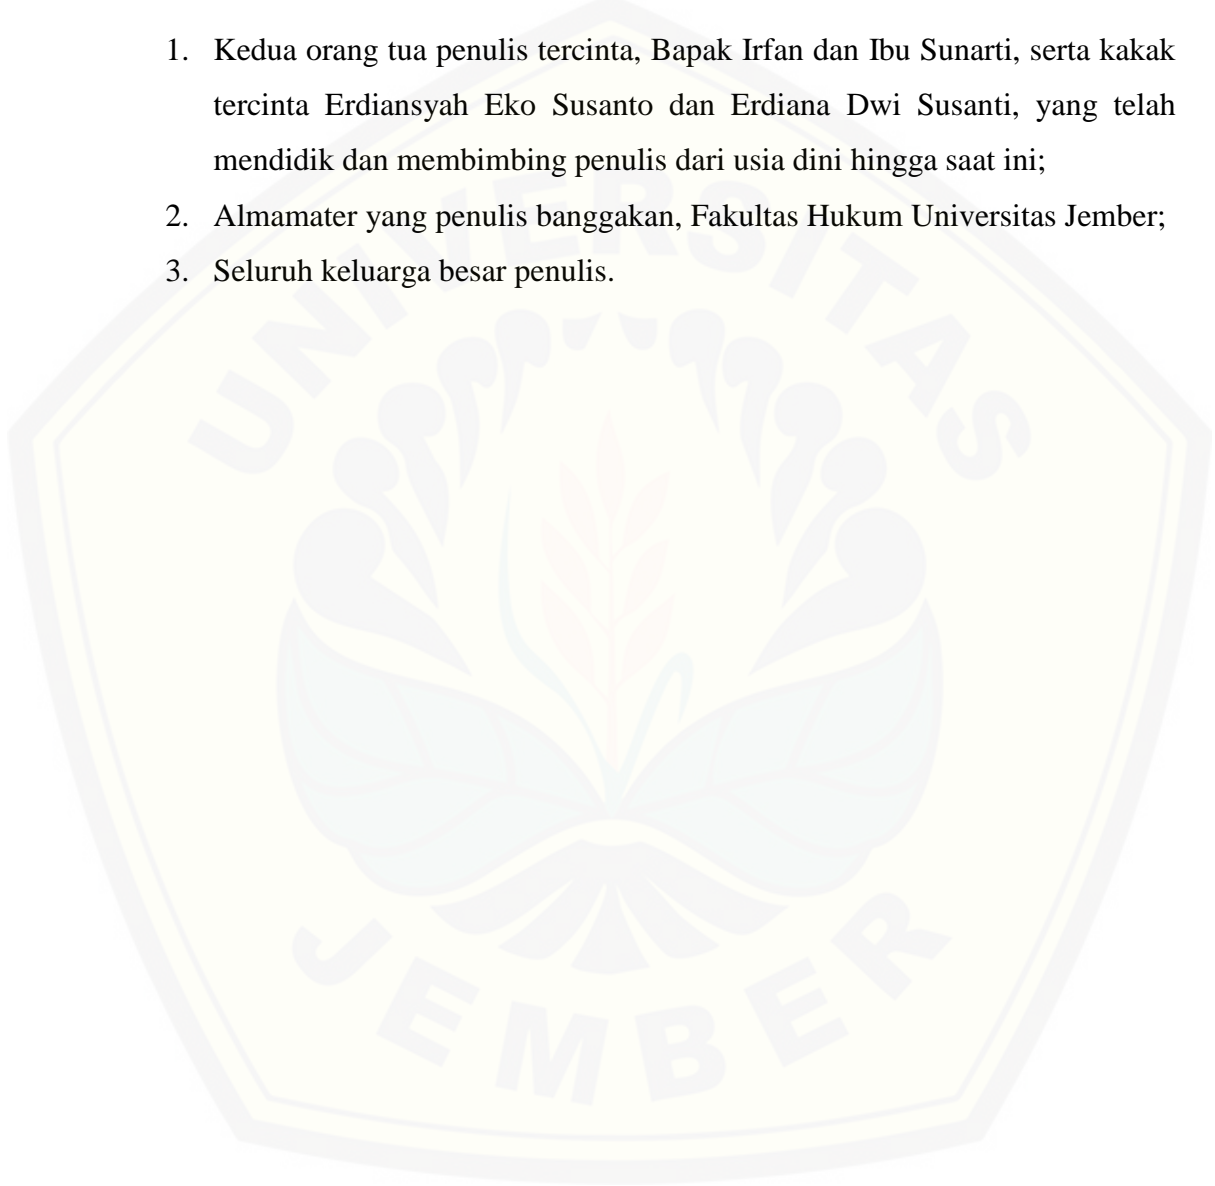 1. Kedua orang tua penulis tercinta, Bapak Irfan dan Ibu Sunarti, serta kakak
tercinta Erdiansyah Eko Susanto dan Erdiana Dwi Susanti, yang telah
mendidik dan membimbing penulis dari usia dini hingga saat ini;
2. Almamater yang penulis banggakan, Fakultas Hukum Universitas Jember;
3. Seluruh keluarga besar penulis.
UNIVERSITAS
JEMBER